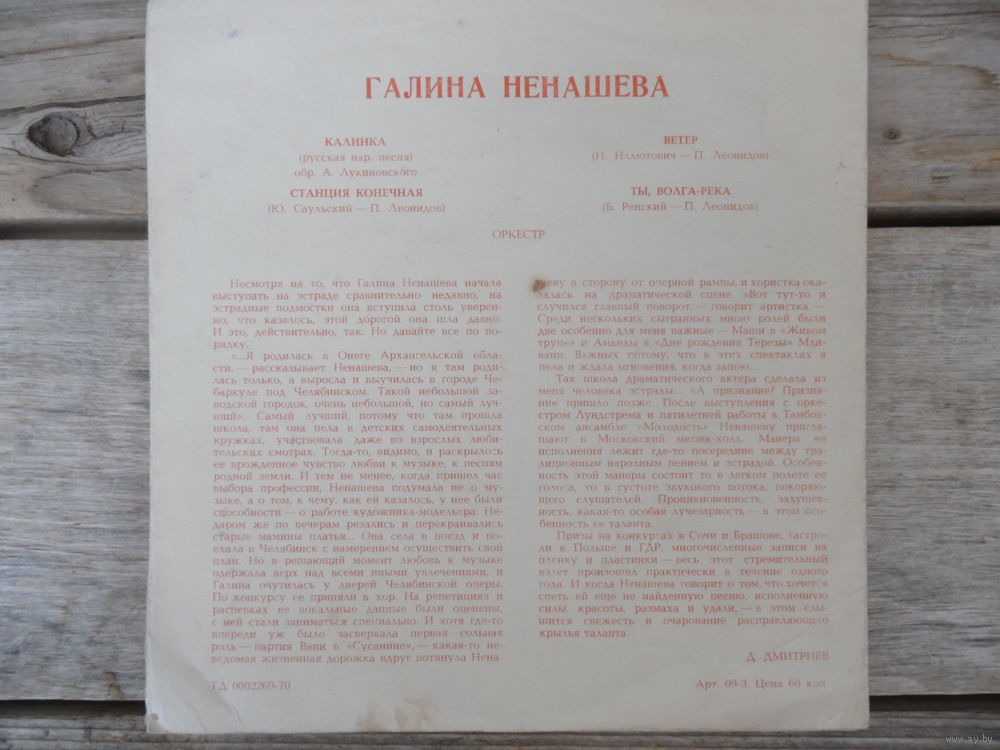 ГАЛИНА НЕНАШЕВА
КАЛИНКА
(русская нар. песня)
обр. А. Лукиновского
СТАНЦИЯ КОНЕЧНАЯ
(Ю. Саульский — П. Леонидов)
ВЕТЕР
(Н. Иллютович — П. Леонидов)
ТЫ, ВОЛГА-РЕКА
(Б. Ренский — П. Леонидов)
ОРКЕСТР
Несмотря на то, что Галина Ненашева начала
выступать на эстраде сравнительно недавно, на
эстрадные подмостки она вступила столь уверен-
но, что казалось, этой дорогой она шла давно.
И это, действительно, так. Но давайте все по по-
рядку.
«...Я родилась в Онеге Архангельской обла-
сти, — рассказывает Ненашева, — но я там роди-
лась только, а выросла и выучилась в городе Че-
баркуле под Челябинском. Такой небольшой за-
водской городок, очень небольшой, но самый луч-
ший». Самый лучший, потому что там прошла
школа, там она пела в детских самодеятельных
кружках, участвовала даже во взрослых люби-
тельских смотрах. Тогда-то, видимо, и раскрылось
ее врожденное чувство любви к музыке, к песням
родной земли. И тем не менее, когда пришел час
выбора профессии, Ненашева подумала не о му-
зыке, а о том, к чему, как ей казалось, у нее были
способности — о работе художника-модельера. Не-
даром же по вечерам резались и перекраивались
старые мамины платья... Она села в поезд и по-
ехала в Челябинск с намерением осуществить свой
план. Но в решающий момент любовь к музыке
одержала верх над всеми иными увлечениями, и
Галина очутилась у дверей Челябинской оперы.
По конкурсу ее приняли в хор. На репетициях и
распевках ее вокальные данные были оценены,
с ней стали заниматься специально. И хотя где-то
впереди уж было засверкала первая сольная
роль — партия Вани в «Сусанине», — какая-то не-
ведомая жизненная дорожка вдруг потянула Нена-
шеву в сторону от оперной рампы, и хористка ока-
залась на драматической сцене. «Вот тут-то и
случился главный поворот, — говорит артистка. —
Среди нескольких сыгранных мною ролей были
две особенно для меня важные — Маши в «Живом
трупе» и Аманды в «Дне рождения Терезы» Мди-
вани. Важных потому, что в этих спектаклях я
пела и ждала мгновения, когда запою...
Так школа драматического актера сделала из
меня человека эстрады... «А признание? Призна-
ние пришло позже. После выступления с орке-
стром Лундстрема и пятилетней работы в Тамбов-
ском ансамбле «Молодость» Ненашеву пригла-
шают в Московский мюзик-холл. Манера ее
исполнения лежит где-то посередине между тра-
диционным народным пением и эстрадой. Особен-
ность этой манеры состоит то в легком полете ее
голоса, то в густоте звукового потока, покоряю-
щего слушателей. Проникновенность, задушев-
ность, какая-то особая лучезарность — в этом осо-
бенность ее таланта.
Призы на конкурсах в Сочи и Брашове, гастро-
ли в Польше и ГДР, многочисленные записи на
пленку и пластинки — весь этот стремительный
взлет произошел практически в течение одного
года. И когда Ненашева говорит о том, что хочется
спеть ей еще не найденную песню, исполненную
силы, красоты, размаха и удали, — в этом слы-
шится свежесть и очарование расправляющего
крылья таланта.
Д. ДМИТРИЕВ
ГД 0002269-70
Арт. 09-3. Цена 60 коп.
www.ay.by